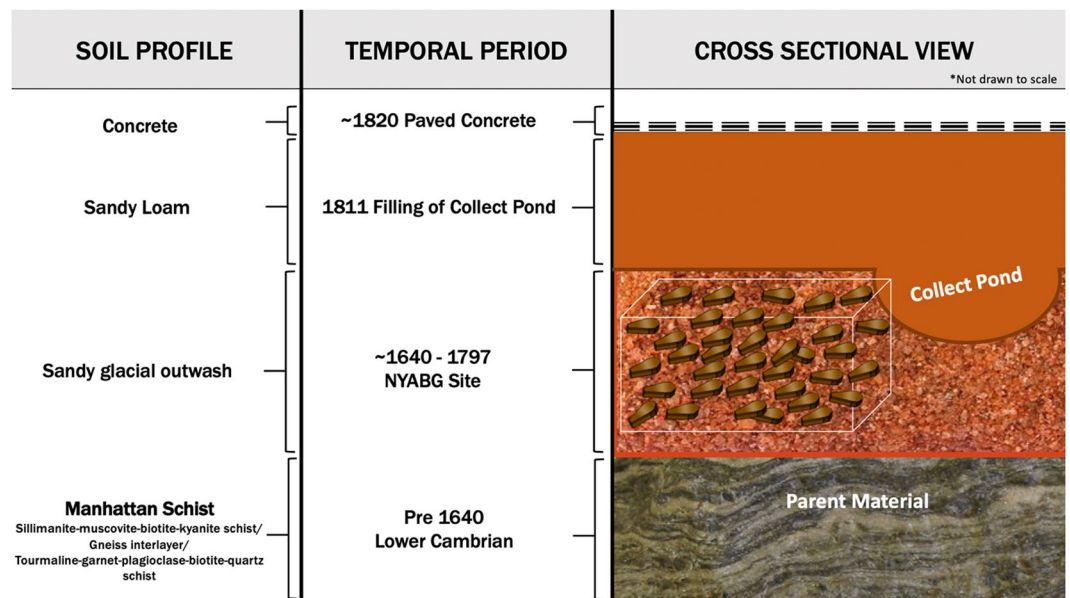 SOIL PROFILE
TEMPORAL PERIOD
CROSS SECTIONAL VIEW
*Not drawn to scale
Concrete
~1820 Paved Concrete
Sandy Loam
1811 Filling of Collect Pond
Collect Pond
Sandy glacial outwash
~1640 - 1797
NYABG Site
Manhattan Schist
Sillimanite-muscovite-biotite-kyanite schist/
Gneiss interlayer/
Tourmaline-garnet-plagioclase-biotite-quartz
schist
Pre 1640
Lower Cambrian
Parent Material